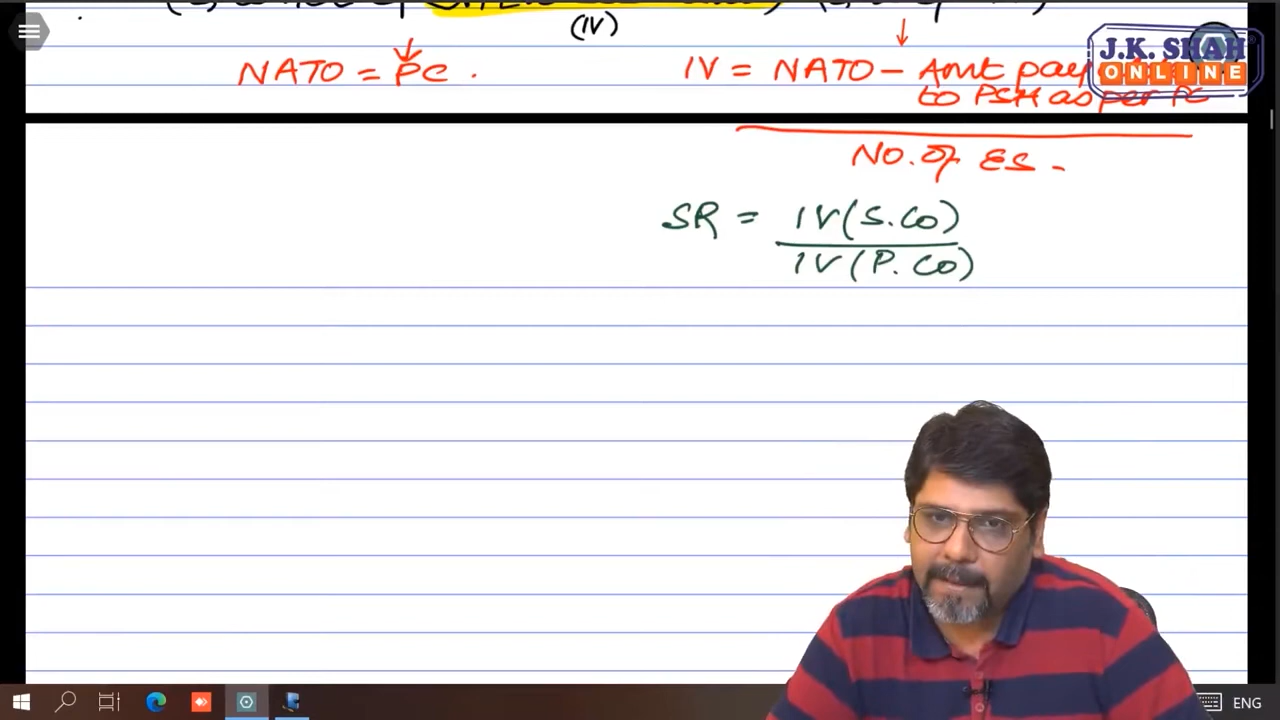 (IV)
NATO = PC.
IV = NATO - Amt pay
to PSH as per PC
No. of ES -
SR = IV (S.Co)
IV (P.Co)
J.K. SHAH
ONLINE
ENG